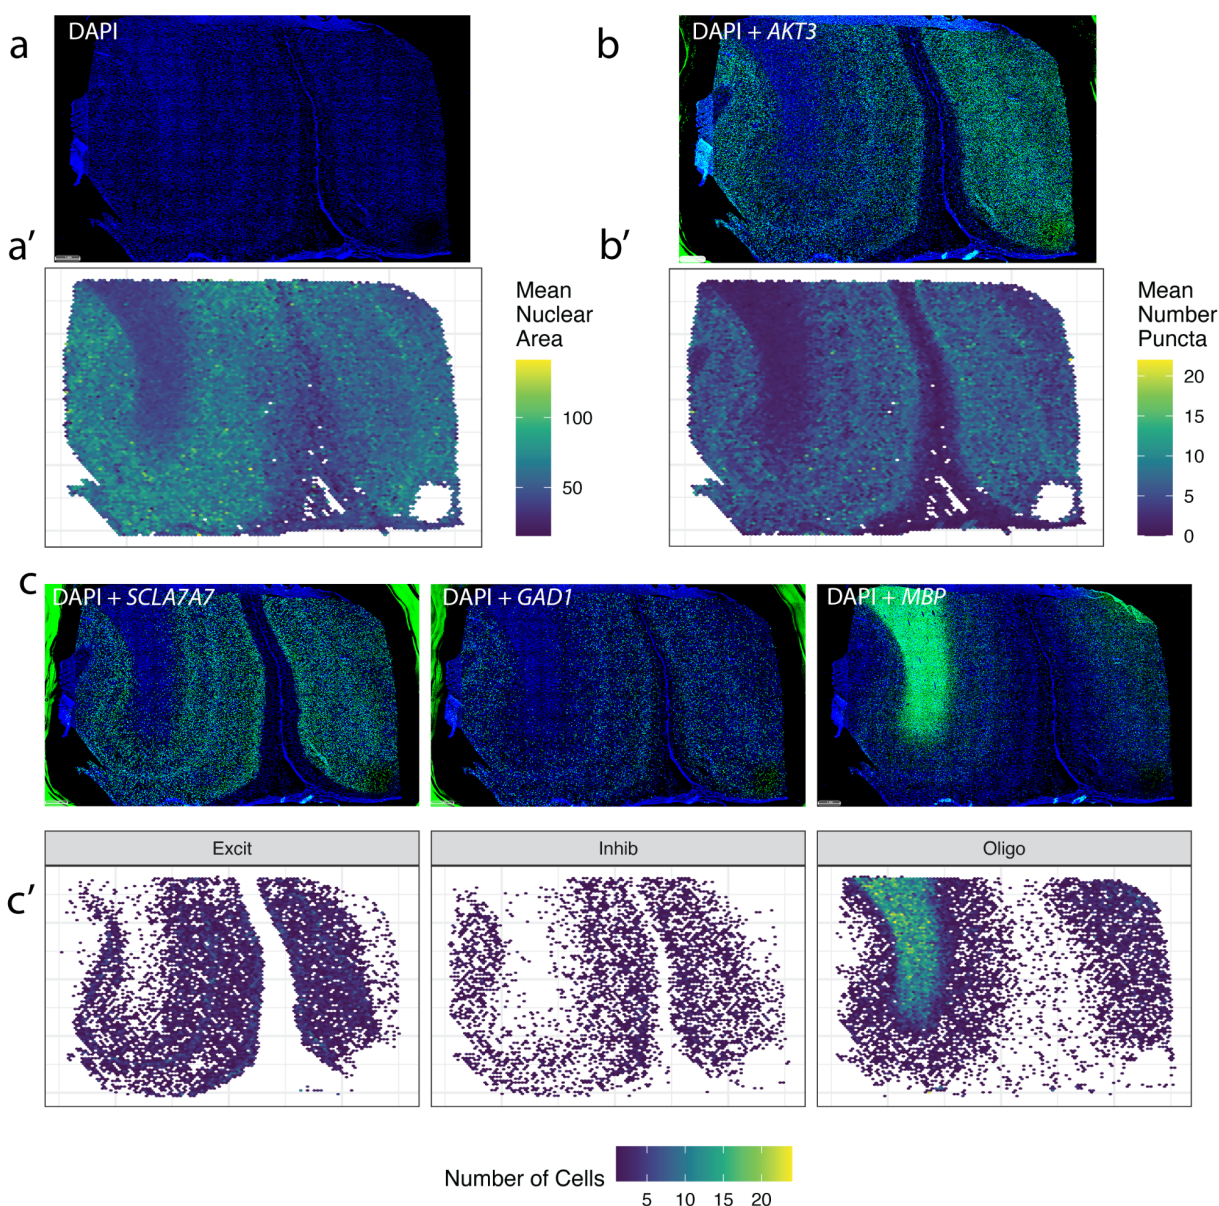 a
DAPI
b
DAPI + AKT3
a′
Mean
Nuclear
Area
100
50
b′
Mean
Number
Puncta
20
15
10
5
0
c
DAPI + SCLA7A7
DAPI + GAD1
DAPI + MBP
c′
Excit
Inhib
Oligo
Number of Cells
5 10 15 20